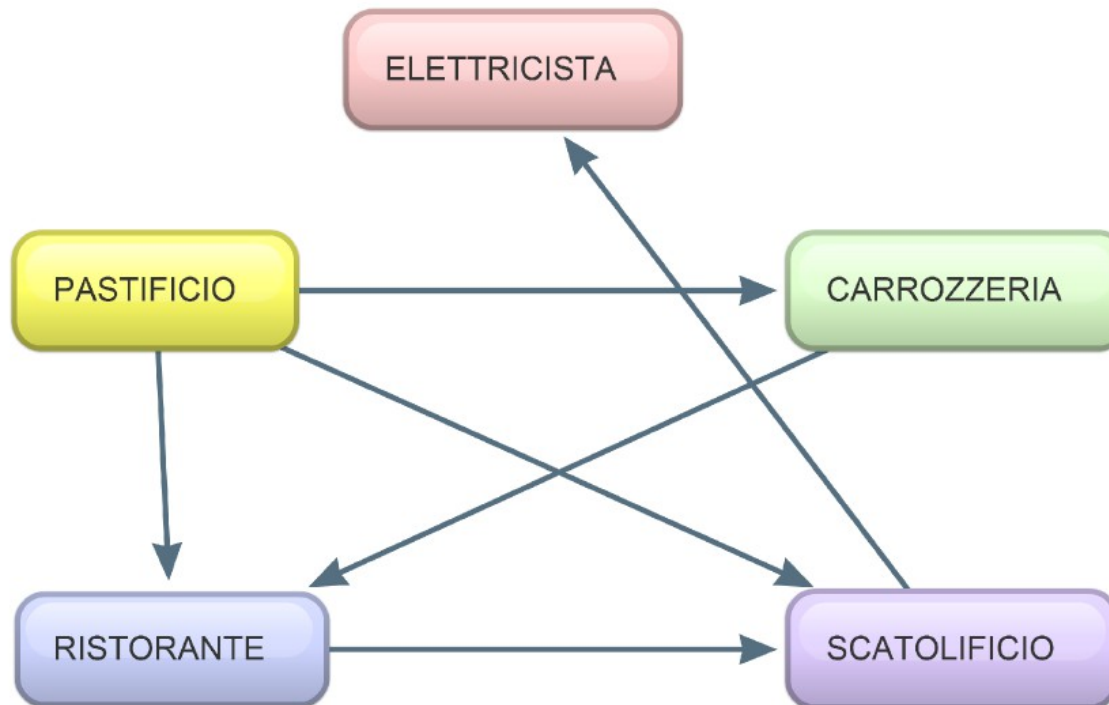 ELETTRICISTA
PASTIFICIO
CARROZZERIA
RISTORANTE
SCATOLIFICIO